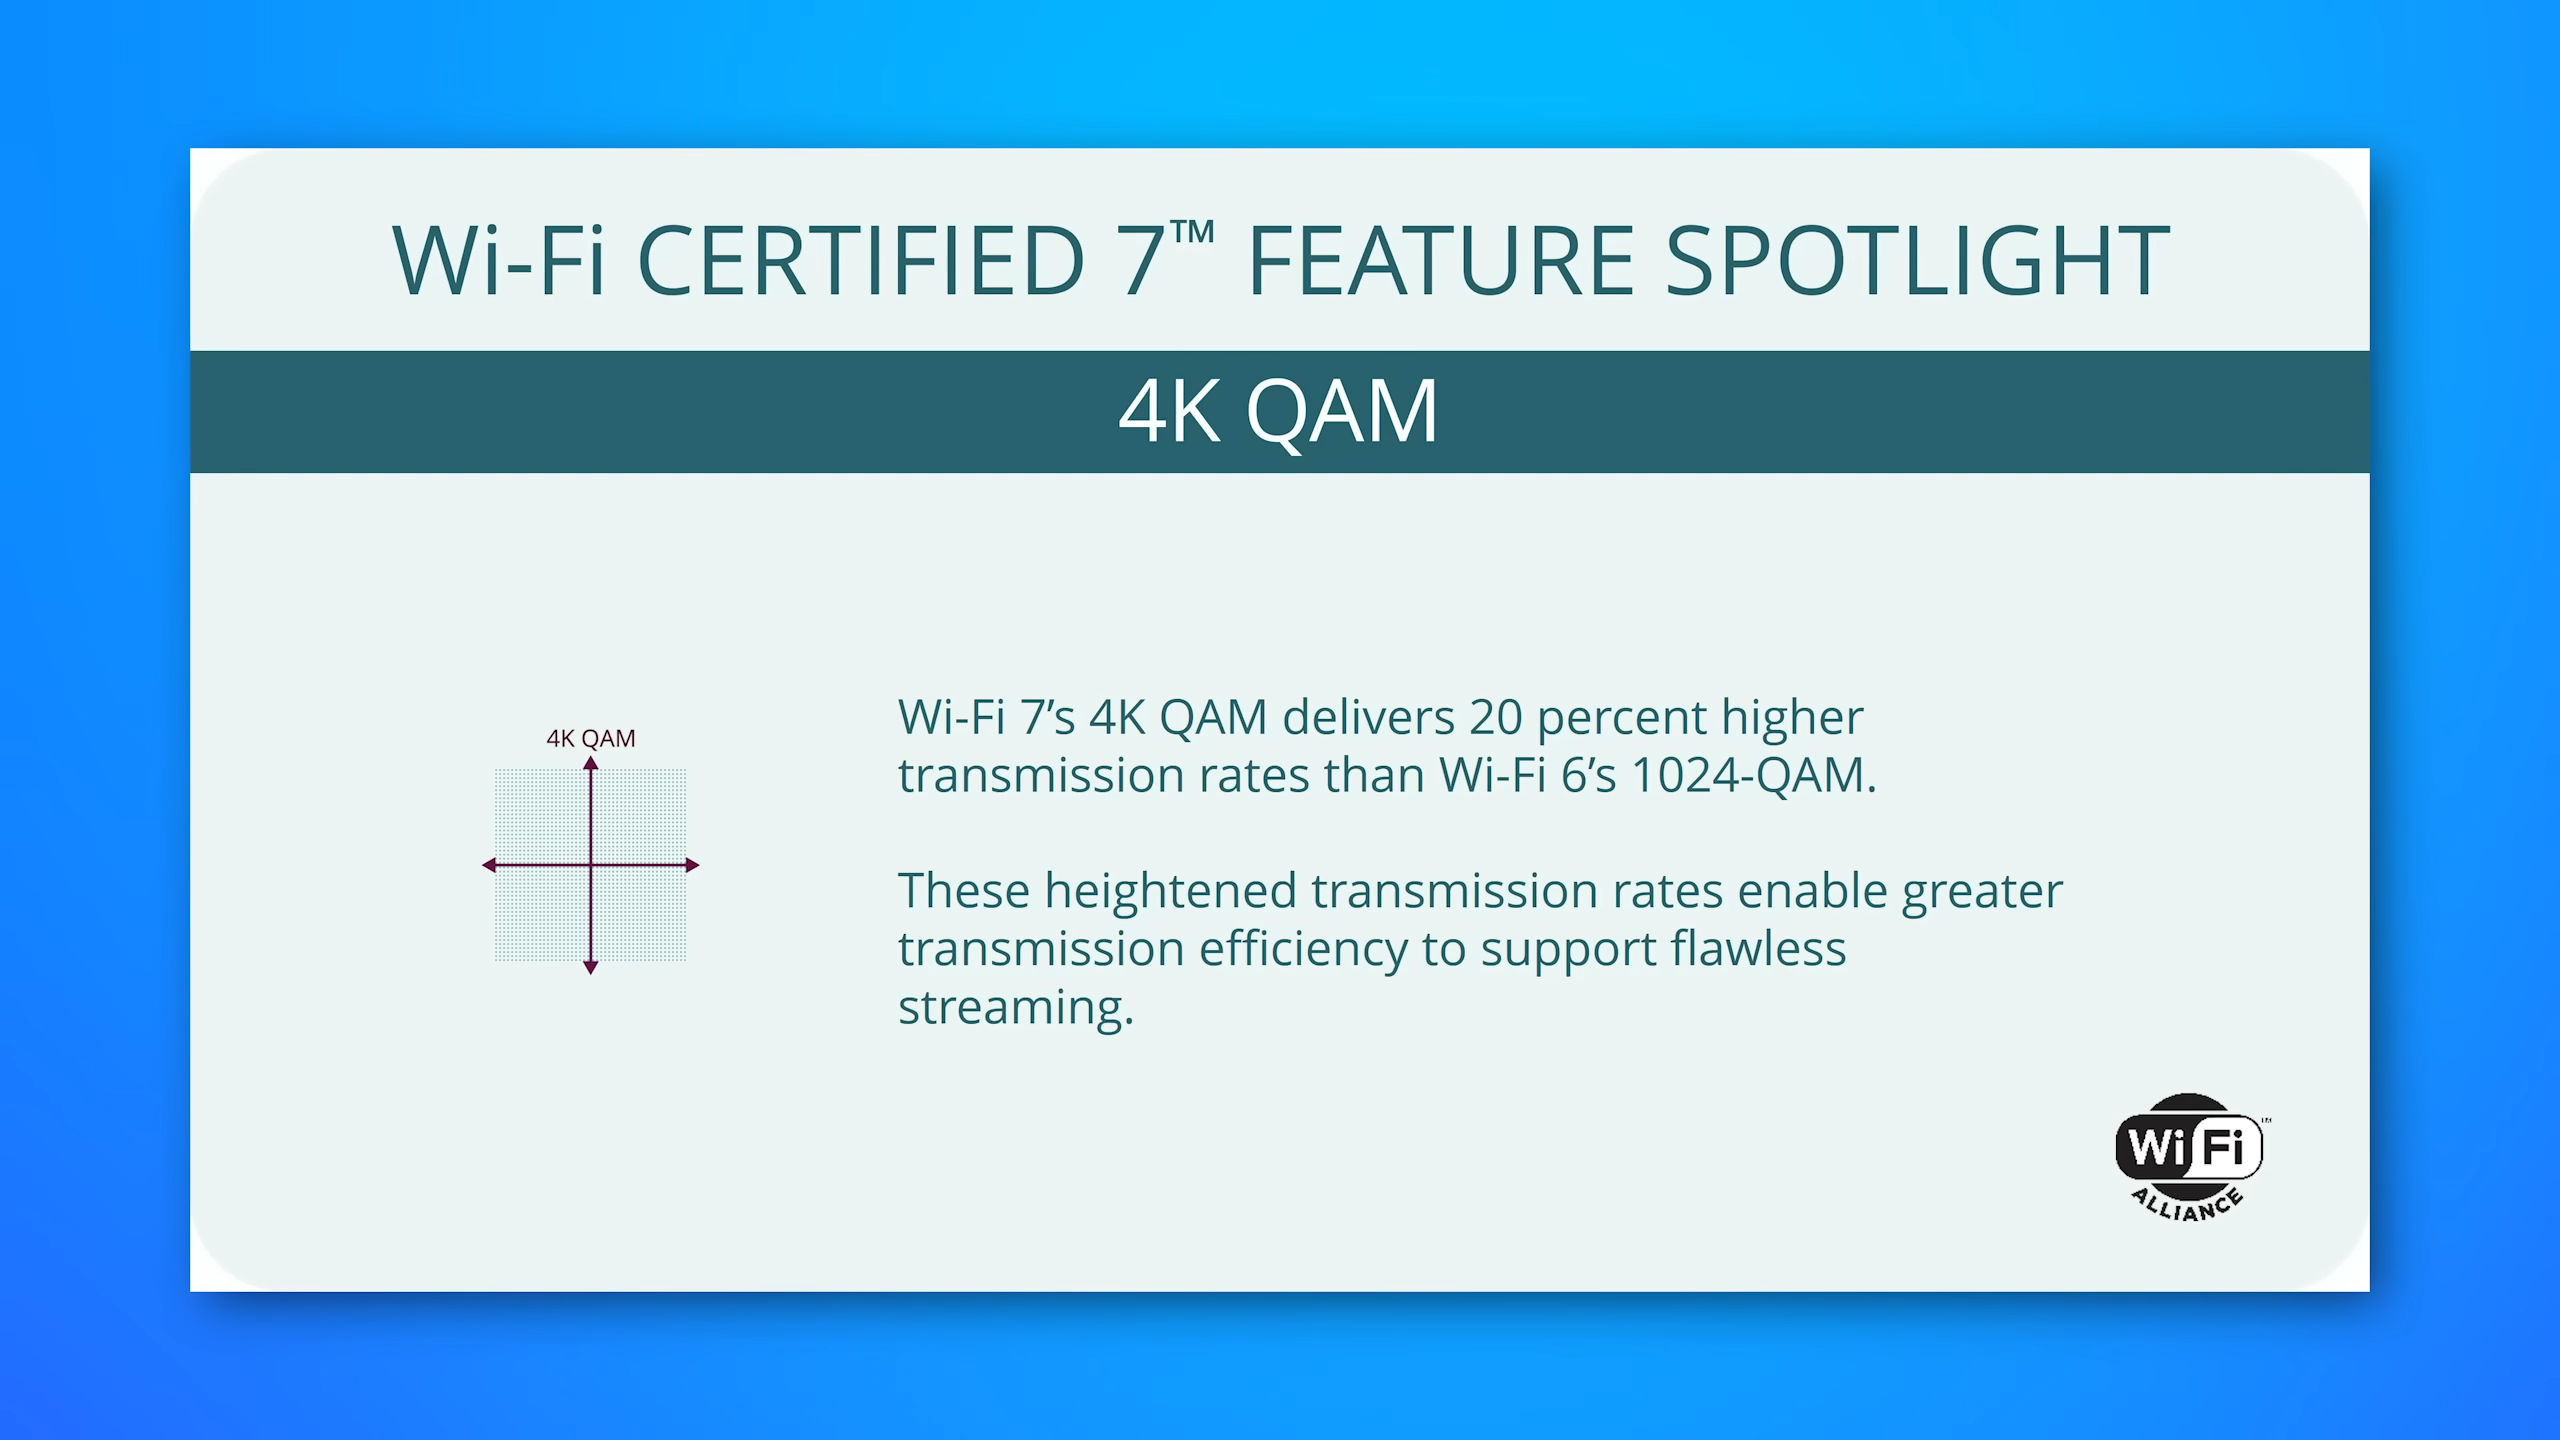 Wi-Fi CERTIFIED 7™ FEATURE SPOTLIGHT
4K QAM
4K QAM
Wi-Fi 7’s 4K QAM delivers 20 percent higher
transmission rates than Wi-Fi 6’s 1024-QAM.
These heightened transmission rates enable greater
transmission efficiency to support flawless
streaming.
Wi Fi ™
ALLIANCE